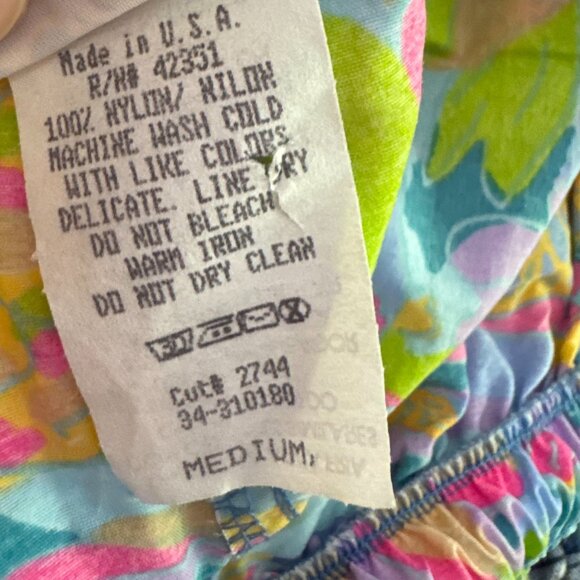 Made in U.S.A.
R/N# 42351
100% NYLON/ NILON
MACHINE WASH COLD
WITH LIKE COLORS
DELICATE. LINE DRY
DO NOT BLEACH
WARM IRON
DO NOT DRY CLEAN
Cut# 2744
34-310180
MEDIUM,